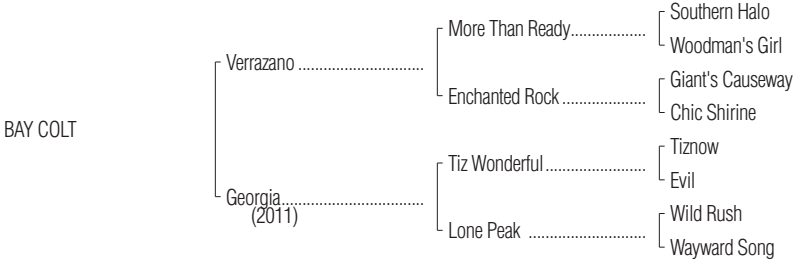 Southern Halo
More Than Ready..................
Woodman's Girl
Verrazano ..............................
Giant's Causeway
Enchanted Rock ....................
Chic Shirine
BAY COLT
Tiznow
Tiz Wonderful........................
Evil
Georgia..................................
(2011)
Wild Rush
Lone Peak ............................
Wayward Song